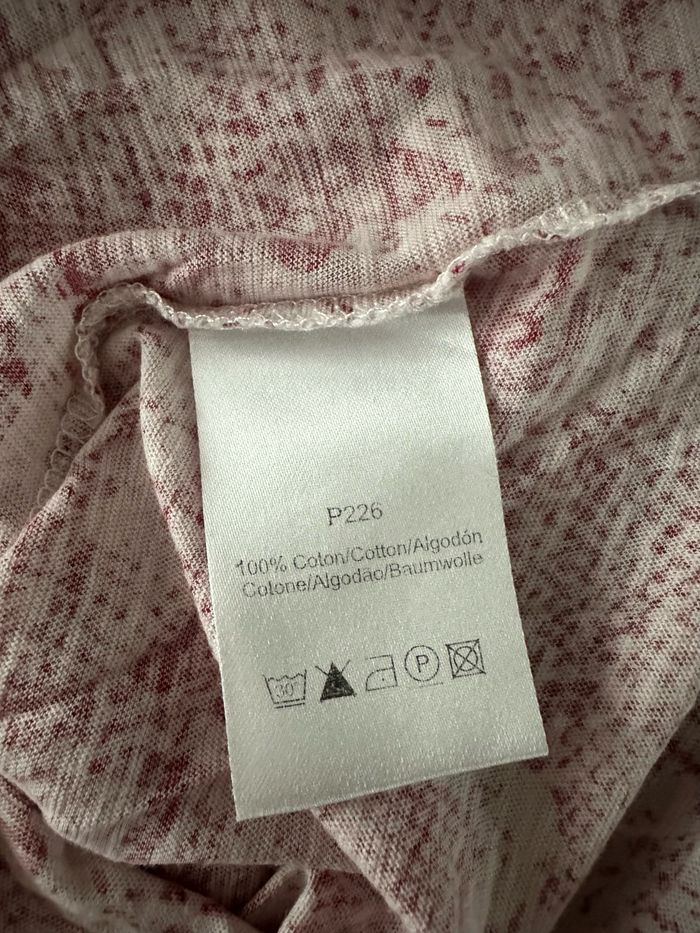 P226
100% Coton/Cotton/Algodón
Cotone/Algodão/Baumwolle
30°
P